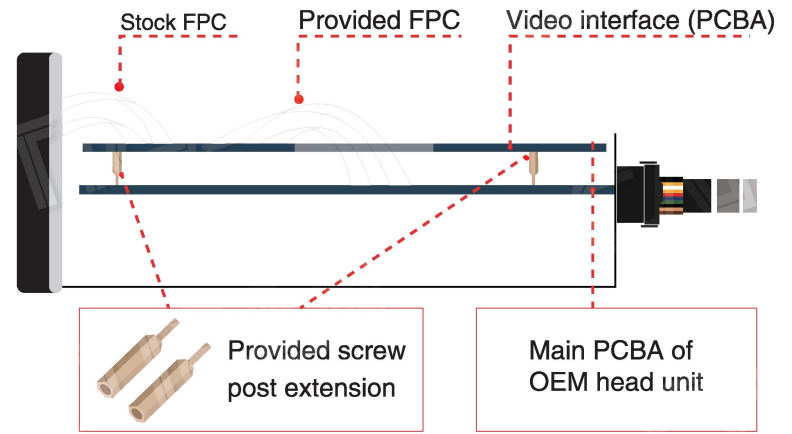 Stock FPC
Provided FPC
Video interface (PCBA)
Provided screw
post extension
Main PCBA of
OEM head unit